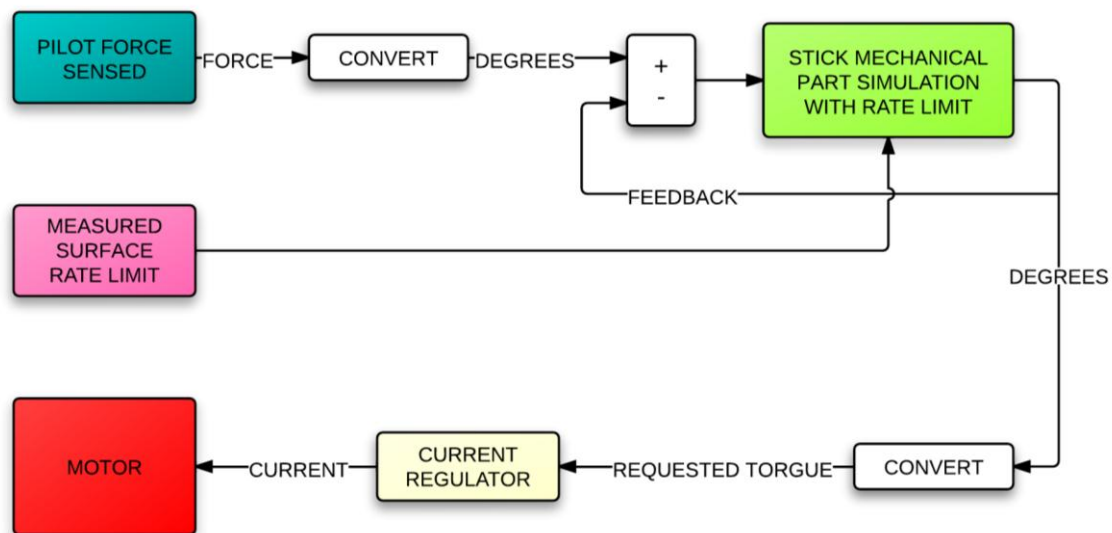 PILOT FORCE
SENSED
FORCE
CONVERT
DEGREES
+
-
STICK MECHANICAL
PART SIMULATION
WITH RATE LIMIT
FEEDBACK
MEASURED
SURFACE
RATE LIMIT
DEGREES
MOTOR
CURRENT
CURRENT
REGULATOR
REQUESTED TORGUE
CONVERT